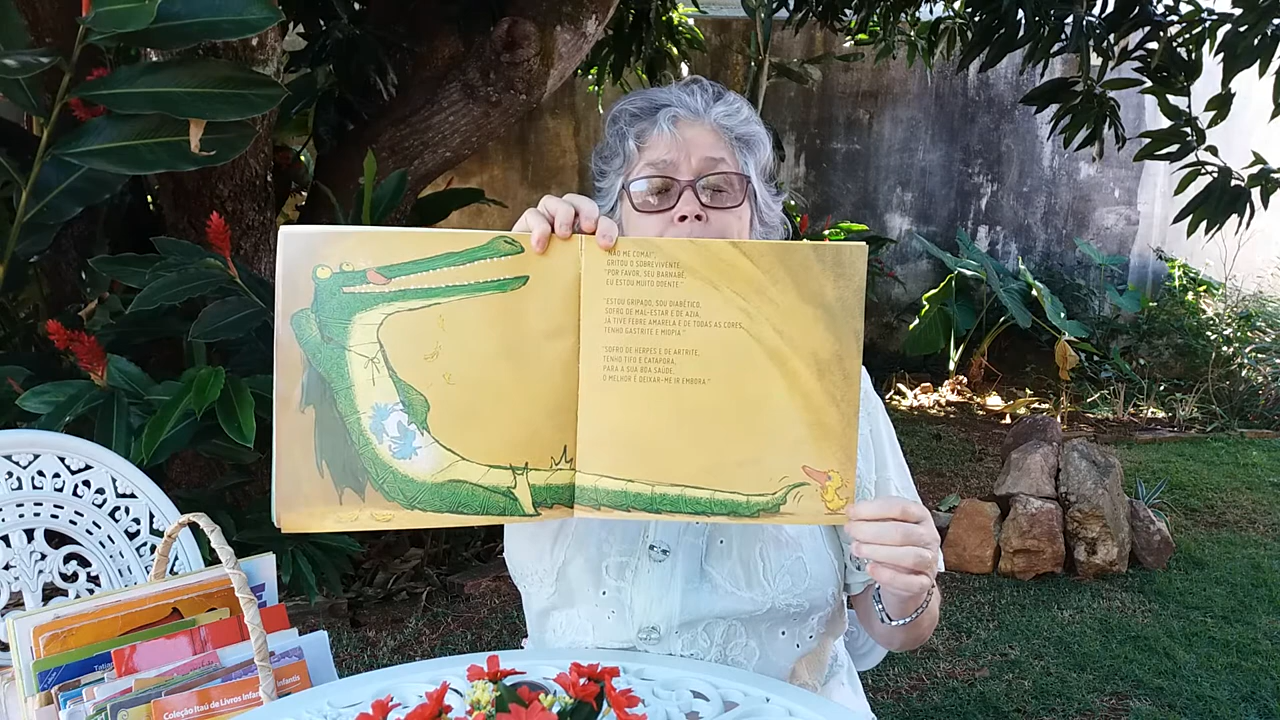 "NÃO ME COMA!",
GRITOU O SOBREVIVENTE.
"POR FAVOR, SEU BARNABÉ,
EU ESTOU MUITO DOENTE."
"ESTOU GRIPADO, SOU DIABÉTICO,
SOFRO DE MAL-ESTAR E DE AZIA,
JÁ TIVE FEBRE AMARELA E DE TODAS AS CORES,
TENHO GASTRITE E MIOPIA."
"SOFRO DE HERPES E DE ARTRITE,
TENHO TIFO E CATAPORA.
PARA A SUA BOA SAÚDE,
O MELHOR É DEIXAR-ME IR EMBORA."
Coleção Itaú de Livros Infantis